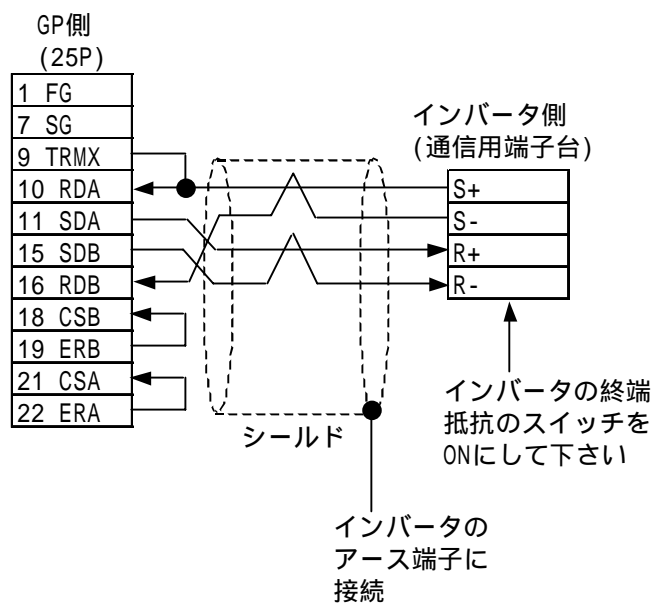 GP側
(25P)
1 FG
7 SG
9 TRMX
10 RDA
11 SDA
15 SDB
16 RDB
18 CSB
19 ERB
21 CSA
22 ERA
インバータ側
(通信用端子台)
S+
S-
R+
R-
シールド
インバータの終端
抵抗のスイッチを
ONにして下さい
インバータの
アース端子に
接続